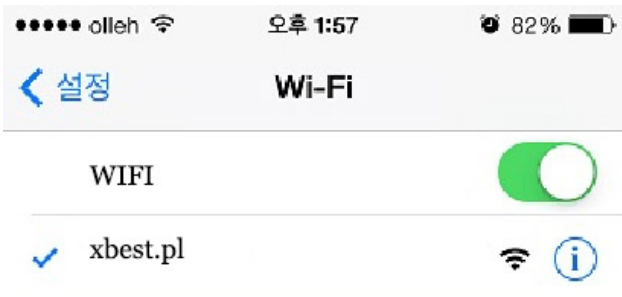 olleh 오후 1:57 82%
설정 Wi-Fi
WIFI
xbest.pl